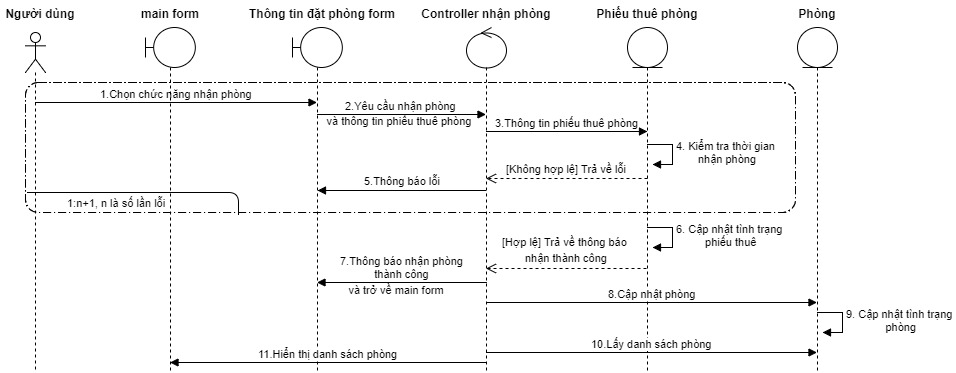 Người dùng
main form
Thông tin đặt phòng form
Controller nhận phòng
Phiếu thuê phòng
Phòng
1.Chọn chức năng nhận phòng
2.Yêu cầu nhận phòng
và thông tin phiếu thuê phòng
3.Thông tin phiếu thuê phòng
4. Kiểm tra thời gian
nhận phòng
[Không hợp lệ] Trả về lỗi
5.Thông báo lỗi
1:n+1, n là số lần lỗi
6. Cập nhật tình trạng
phiếu thuê
[Hợp lệ] Trả về thông báo
nhận thành công
7.Thông báo nhận phòng
thành công
và trở về main form
8.Cập nhật phòng
9. Cập nhật tình trạng
phòng
10.Lấy danh sách phòng
11.Hiển thị danh sách phòng